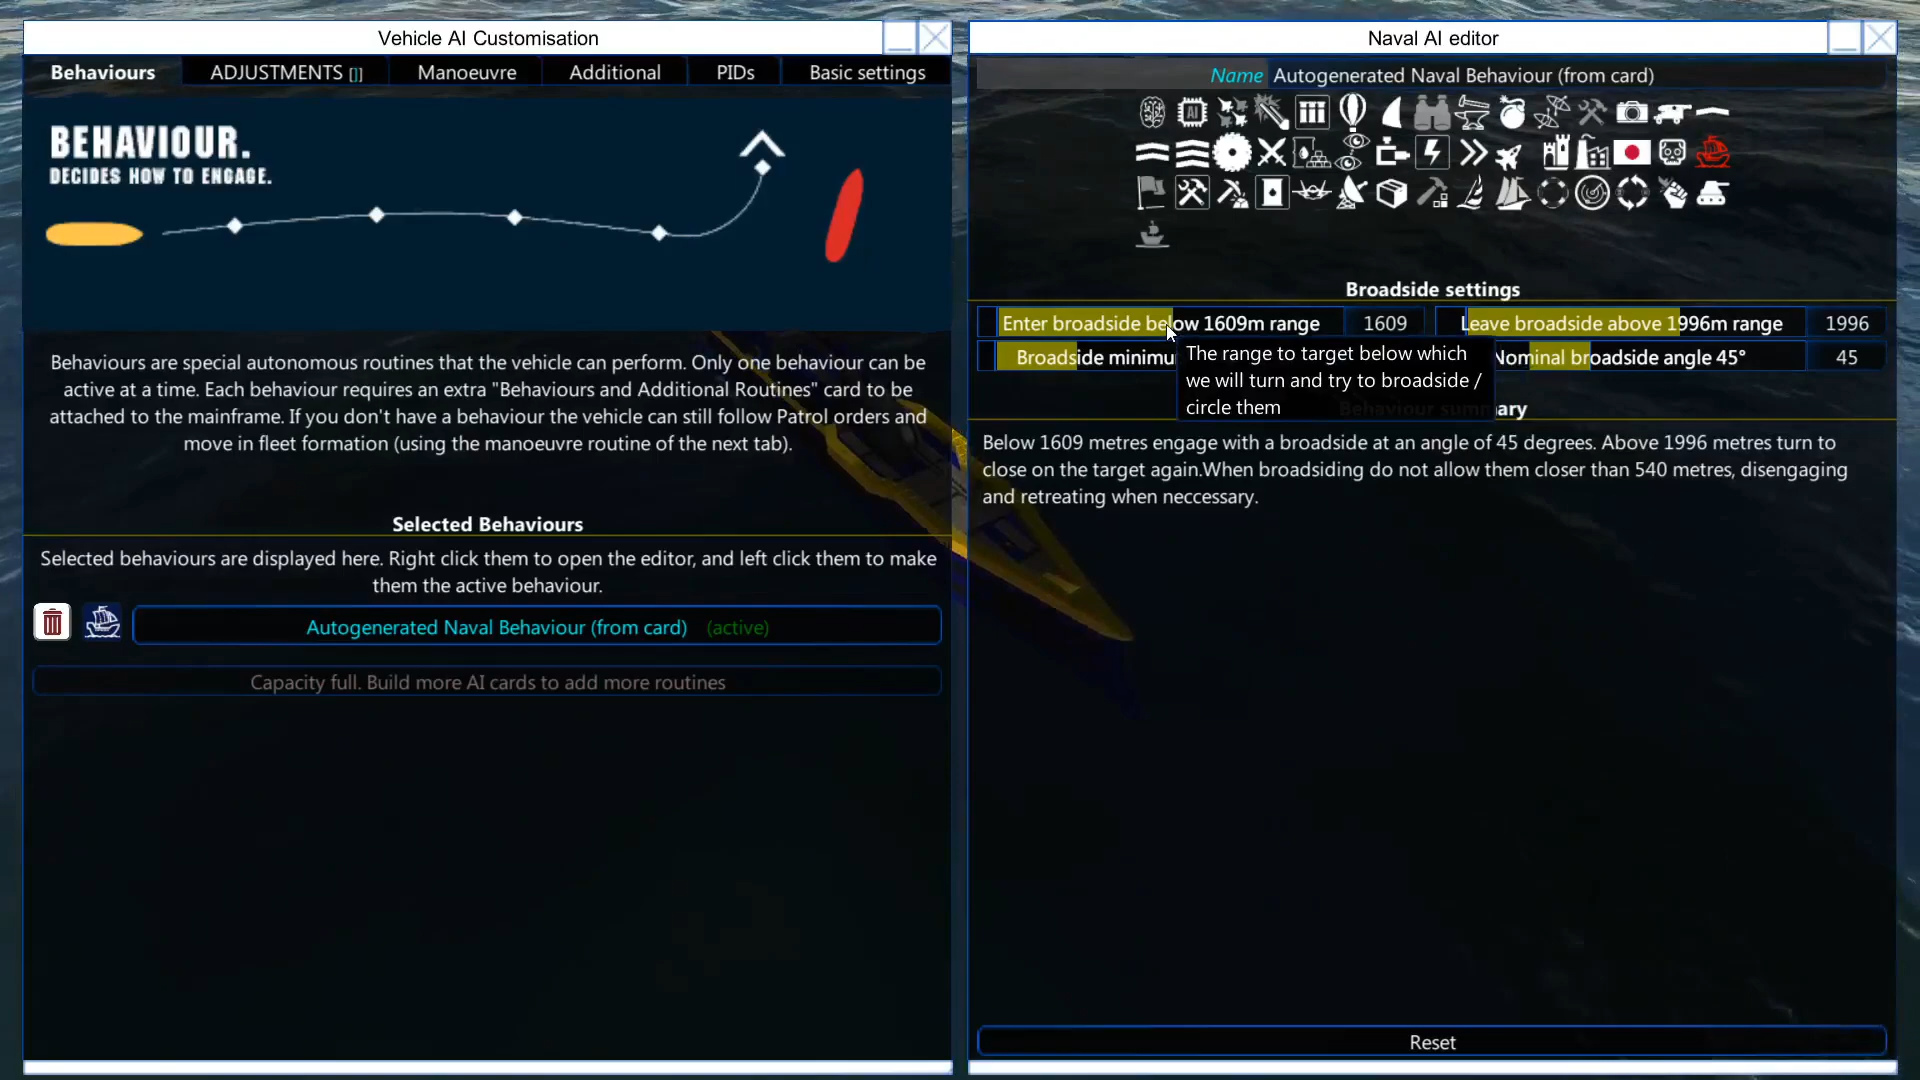 Vehicle AI Customisation
Behaviours ADJUSTMENTS [] Manoeuvre Additional PIDs Basic settings
BEHAVIOUR.
DECIDES HOW TO ENGAGE.
Behaviours are special autonomous routines that the vehicle can perform. Only one behaviour can be
active at a time. Each behaviour requires an extra "Behaviours and Additional Routines" card to be
attached to the mainframe. If you don't have a behaviour the vehicle can still follow Patrol orders and
move in fleet formation (using the manoeuvre routine of the next tab).
Selected Behaviours
Selected behaviours are displayed here. Right click them to open the editor, and left click them to make
them the active behaviour.
Autogenerated Naval Behaviour (from card) (active)
Capacity full. Build more AI cards to add more routines
Naval AI editor
Name Autogenerated Naval Behaviour (from card)
AI
Broadside settings
Enter broadside below 1609m range 1609 Leave broadside above 1996m range 1996
Broadside minimu Nominal broadside angle 45° 45
The range to target below which
we will turn and try to broadside /
circle them
Behaviour summary
Below 1609 metres engage with a broadside at an angle of 45 degrees. Above 1996 metres turn to
close on the target again.When broadsiding do not allow them closer than 540 metres, disengaging
and retreating when neccessary.
Reset